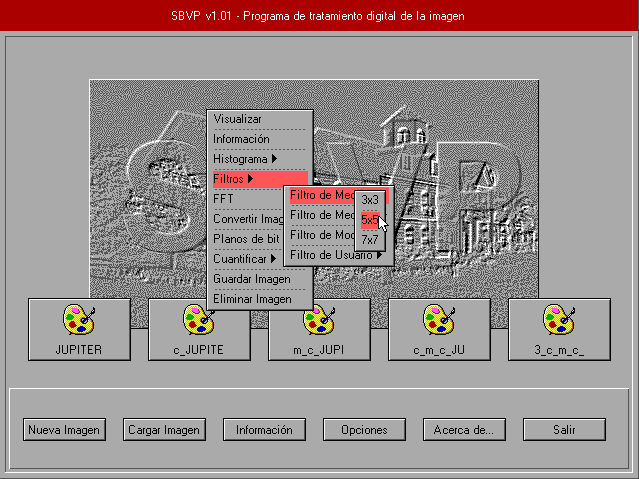 SBVP v1.01 - Programa de tratamiento digital de la imagen
SBVP
Visualizar
Información
Histograma
Filtros
FFT
Convertir Imag
Planos de bit
Cuantificar
Guardar Imagen
Eliminar Imagen
Filtro de Med
Filtro de Med
Filtro de Mod
Filtro de Usuario
3x3
5x5
7x7
JUPITER
c_JUPITE
m_c_JUPI
c_m_c_JU
3_c_m_c_
Nueva Imagen
Cargar Imagen
Información
Opciones
Acerca de...
Salir